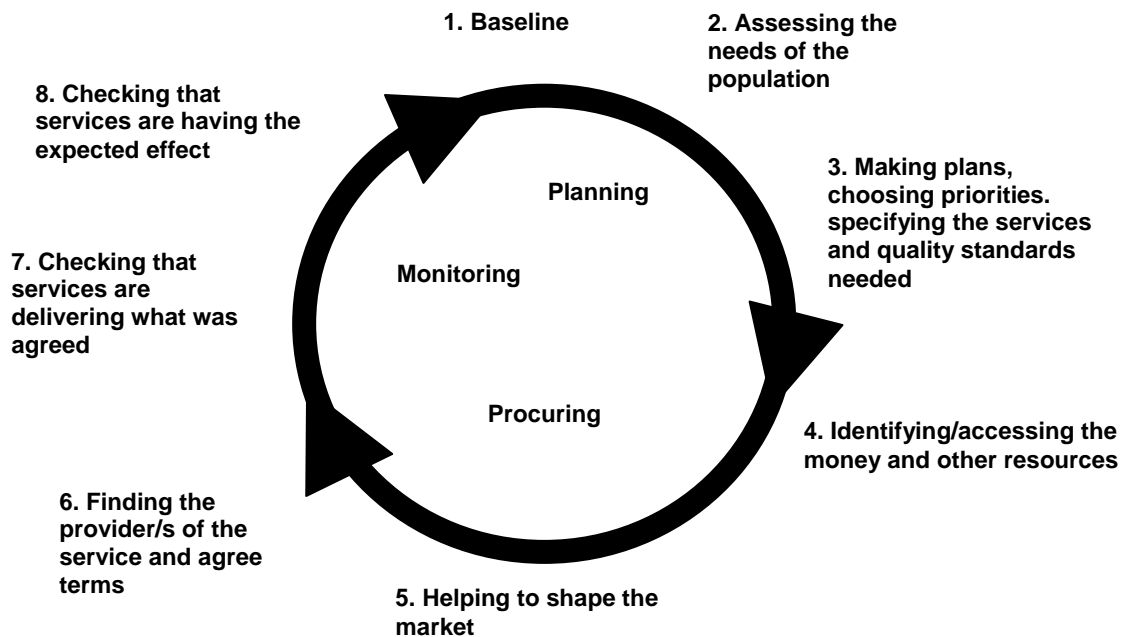 1. Baseline
2. Assessing the
needs of the
population
3. Making plans,
choosing priorities.
specifying the services
and quality standards
needed
4. Identifying/accessing the
money and other resources
5. Helping to shape the
market
6. Finding the
provider/s of the
service and agree
terms
7. Checking that
services are
delivering what was
agreed
8. Checking that
services are having the
expected effect
Planning
Monitoring
Procuring